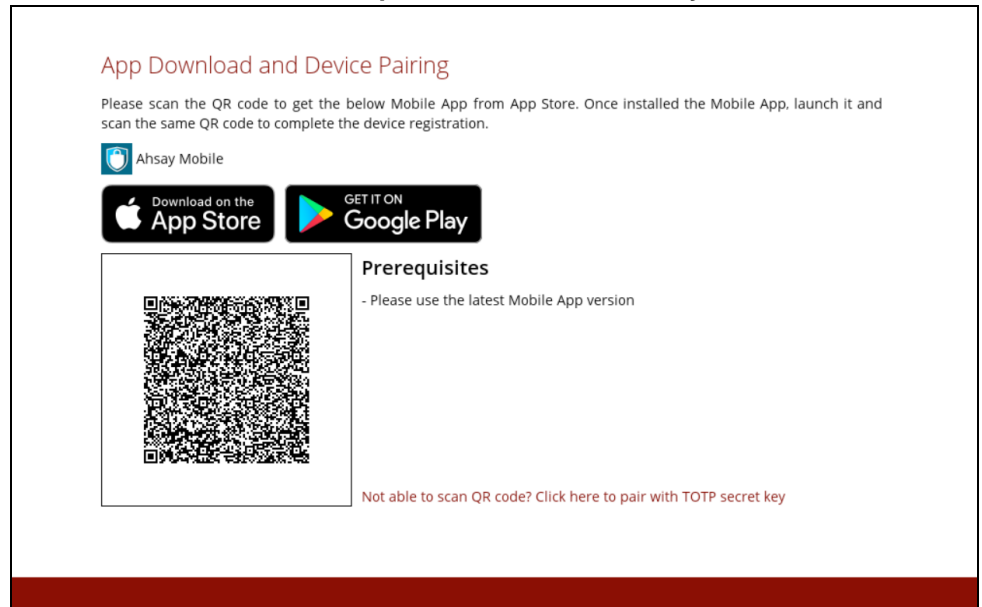 App Download and Device Pairing
Please scan the QR code to get the below Mobile App from App Store. Once installed the Mobile App, launch it and
scan the same QR code to complete the device registration.
Ahsay Mobile
Download on the
App Store
GET IT ON
Google Play
Prerequisites
- Please use the latest Mobile App version
Not able to scan QR code? Click here to pair with TOTP secret key